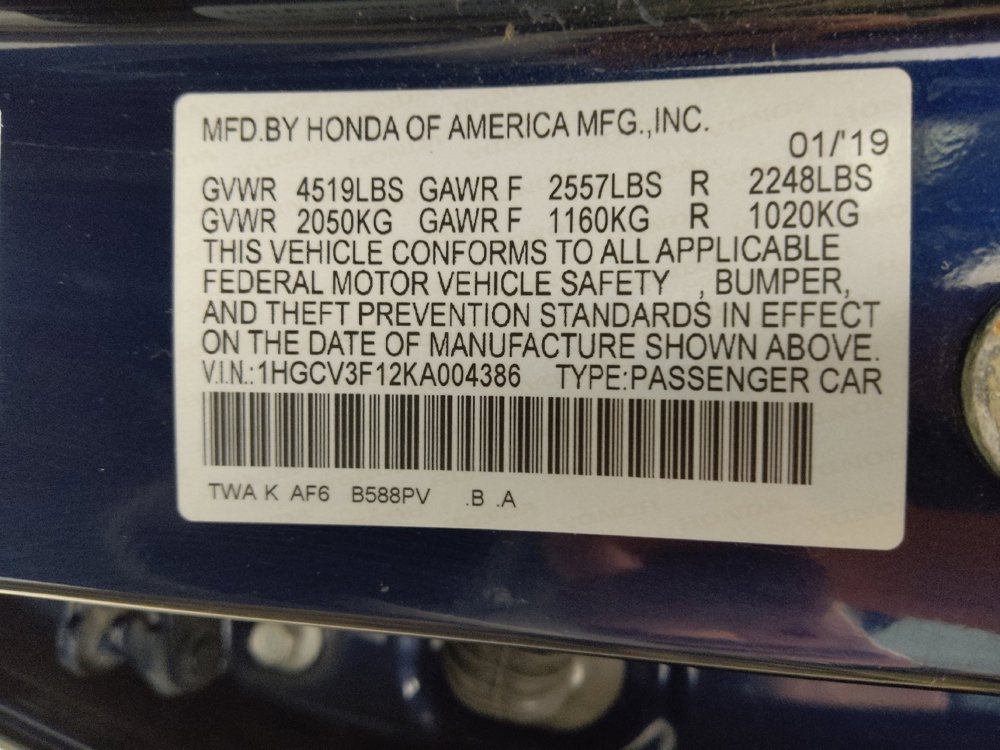 MFD.BY HONDA OF AMERICA MFG.,INC.
01/'19
GVWR 4519LBS GAWR F 2557LBS R 2248LBS
GVWR 2050KG GAWR F 1160KG R 1020KG
THIS VEHICLE CONFORMS TO ALL APPLICABLE
FEDERAL MOTOR VEHICLE SAFETY , BUMPER,
AND THEFT PREVENTION STANDARDS IN EFFECT
ON THE DATE OF MANUFACTURE SHOWN ABOVE.
V.I.N.:1HGCV3F12KA004386 TYPE:PASSENGER CAR
TWA K AF6 B588PV .B .A